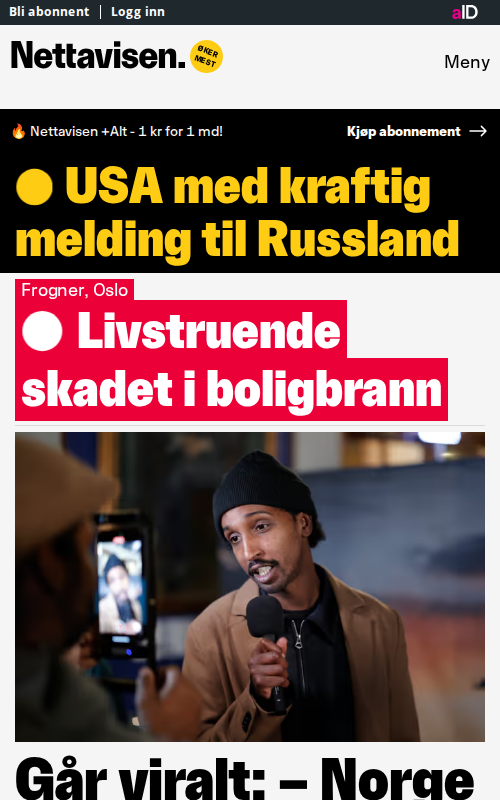 Bli abonnent | Logg inn
aID
Nettavisen.
ØKER
MEST
Meny
Nettavisen +Alt - 1 kr for 1 md!
Kjøp abonnement →
USA med kraftig
melding til Russland
Frogner, Oslo
Livstruende
skadet i boligbrann
Går viralt: – Norge